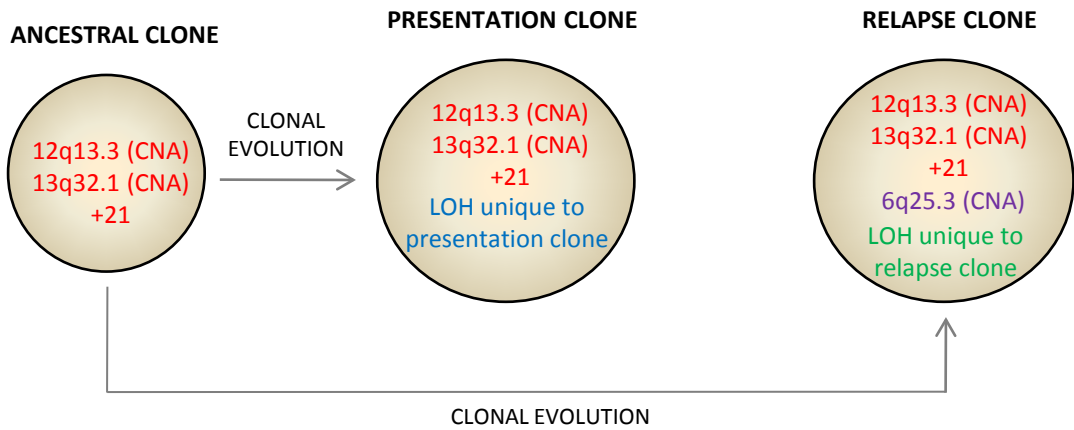 ANCESTRAL CLONE
12q13.3 (CNA)
13q32.1 (CNA)
+21
CLONAL
EVOLUTION
PRESENTATION CLONE
12q13.3 (CNA)
13q32.1 (CNA)
+21
LOH unique to
presentation clone
RELAPSE CLONE
12q13.3 (CNA)
13q32.1 (CNA)
+21
6q25.3 (CNA)
LOH unique to
relapse clone
CLONAL EVOLUTION